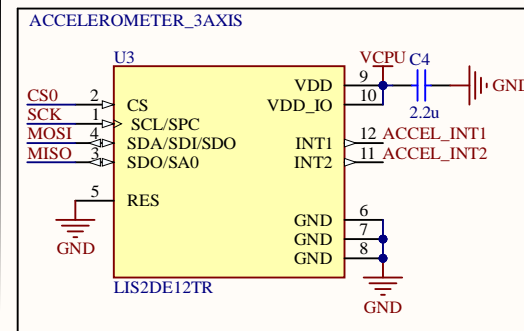 ACCELEROMETER_3AXIS
U3
VCPU C4
CS0 2 CS VDD 9
SCK 1 SCL/SPC VDD_IO 10 GND
2.2u
MOSI 4 SDA/SDI/SDO INT1 12 ACCEL_INT1
MISO 3 SDO/SA0 INT2 11 ACCEL_INT2
5 RES
GND 6
GND 7
GND GND 8
LIS2DE12TR
GND